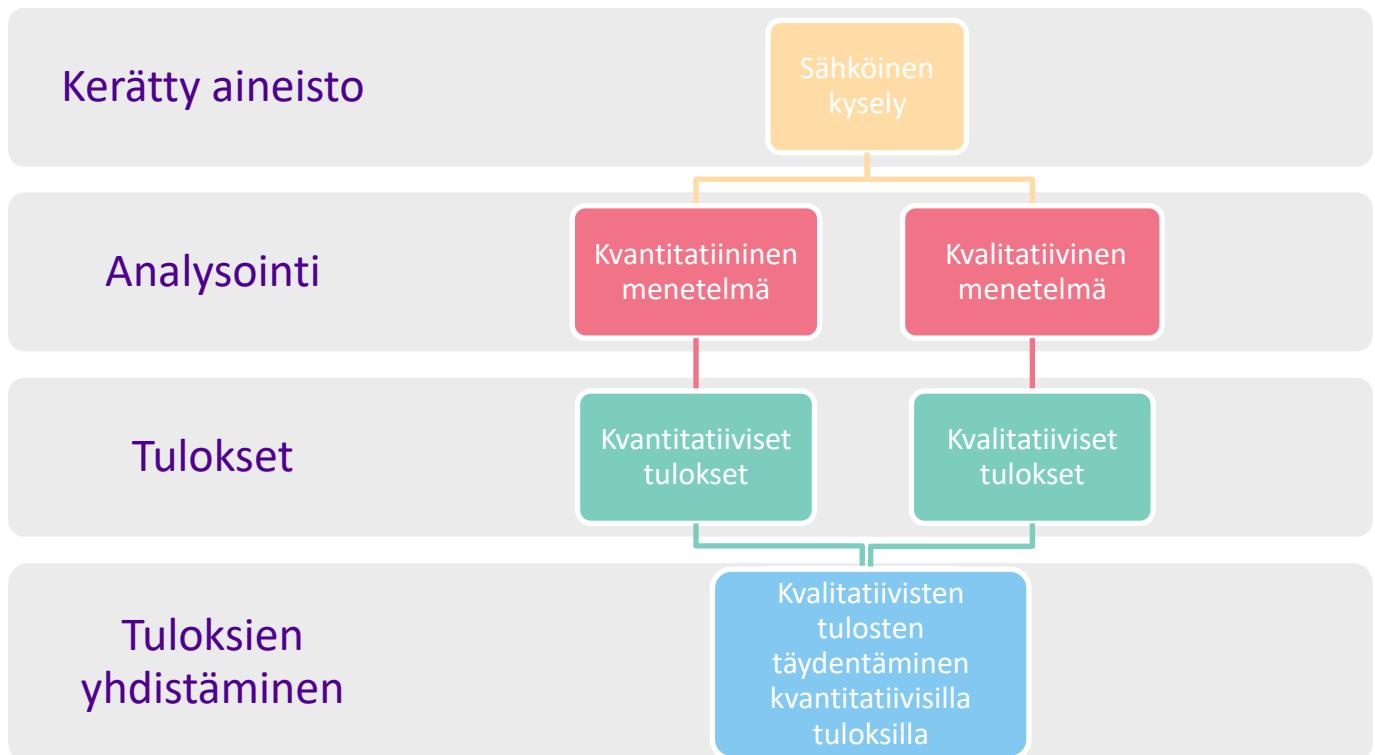 Kerätty aineisto
Sähköinen
kysely
Analysointi
Kvantitatiininen
menetelmä
Kvalitatiivinen
menetelmä
Tulokset
Kvantitatiiviset
tulokset
Kvalitatiiviset
tulokset
Tuloksien
yhdistäminen
Kvalitatiivisten
tulosten
täydentäminen
kvantitatiivisilla
tuloksilla